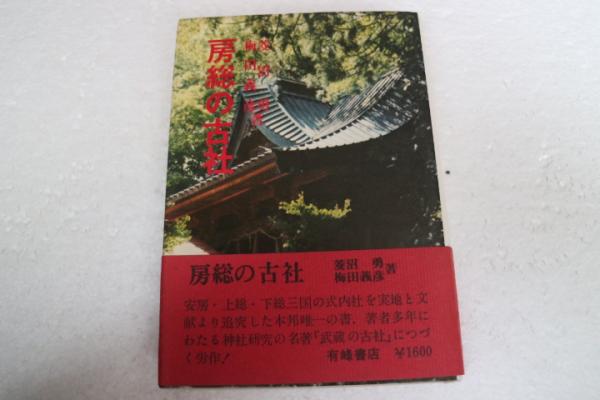 房総の古社
菱沼 勇
梅田義彦
房総の古社
菱沼 勇
梅田義彦
著
安房・上総・下総三国の式内社を実地と文
献より追究した本邦唯一の書．著者多年に
わたる神社研究の名著『武蔵の古社』につづ
く労作！
有峰書店 ￥1600